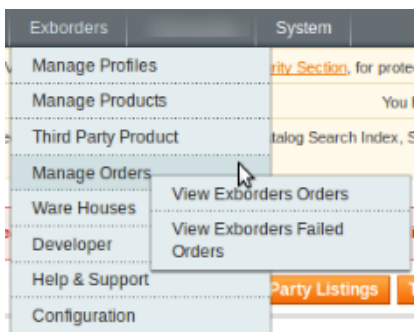 Exborders System
Manage Profiles
rity Section, for prote
Manage Products
You
Third Party Product
talog Search Index, S
Manage Orders
View Exborders Orders
Ware Houses
View Exborders Failed
Orders
Developer
Help & Support
Party Listings
Configuration